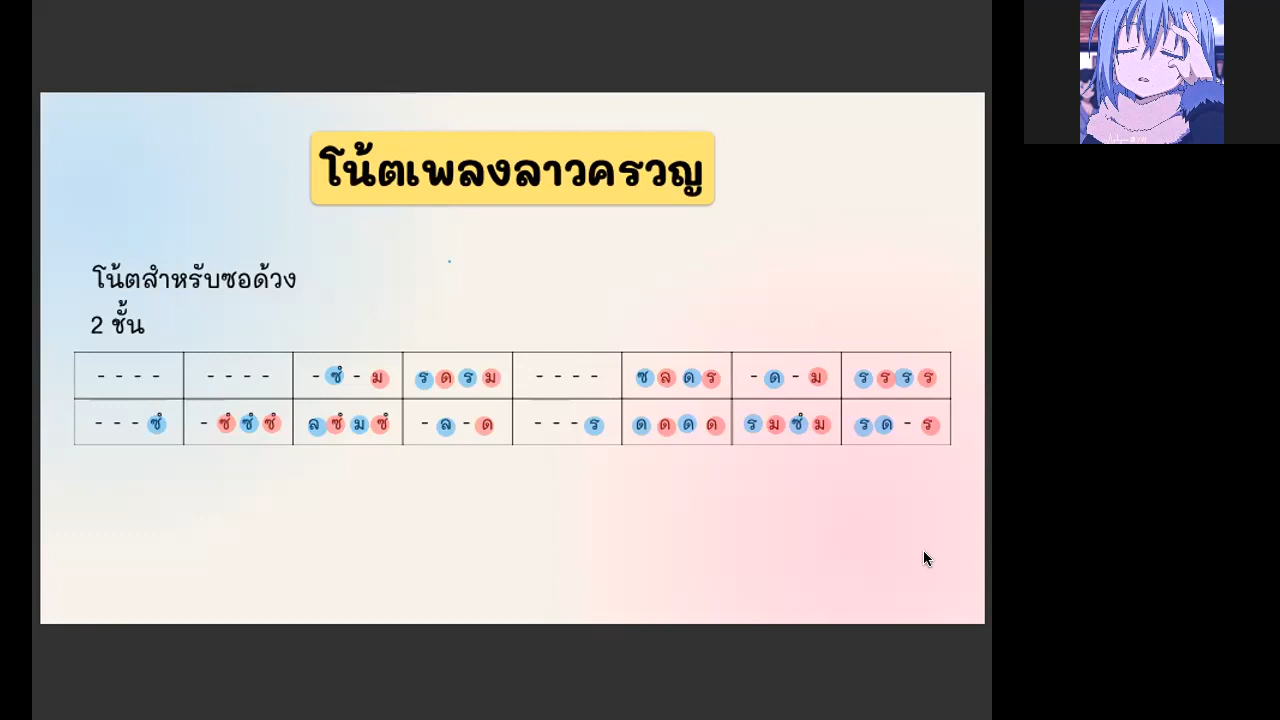 โน้ตเพลงลาวครวญ
โน้ตสำหรับซอด้วง
2 ชั้น
- - - - - - - - - ซํ - ม ร ด ร ม - - - - ซ ล ด ร - ด - ม ร ร ร ร
- - - ซํ - ซํ ซํ ซํ ล ซํ ม ซํ - ล - ด - - - ร ด ด ด ด ร ม ซํ ม ร ด - ร